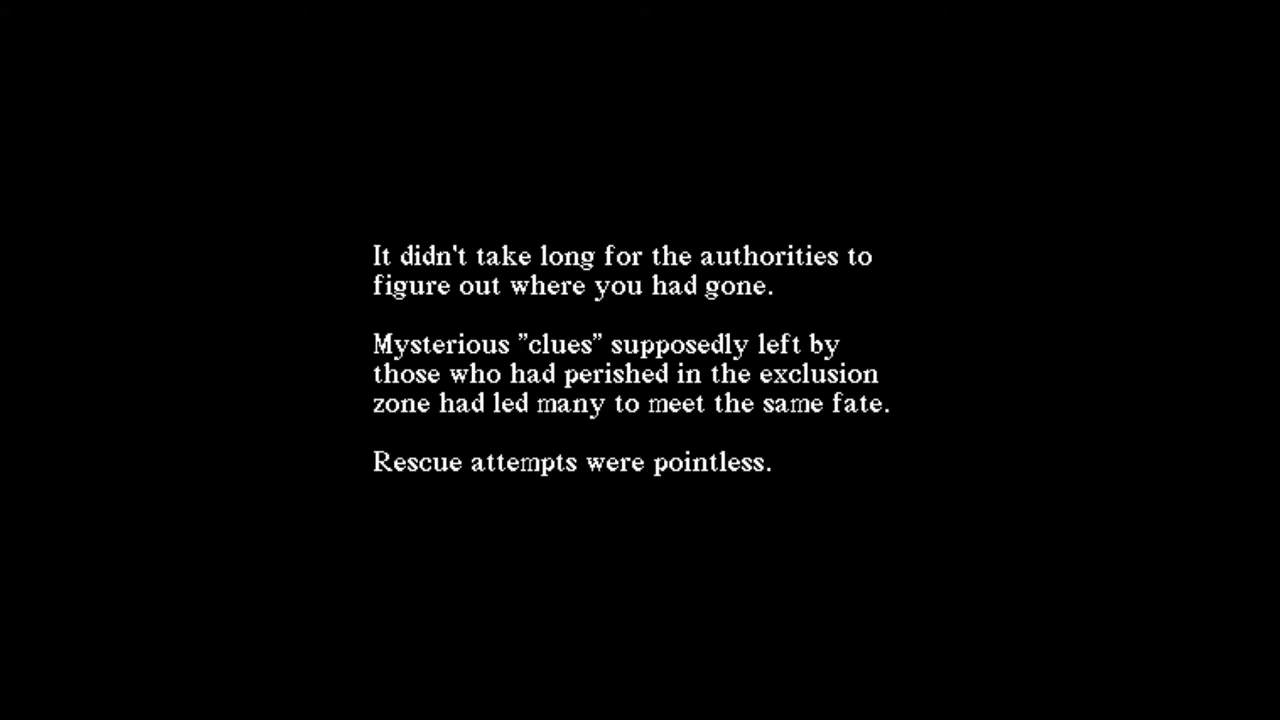 It didn't take long for the authorities to
figure out where you had gone.
Mysterious ”clues” supposedly left by
those who had perished in the exclusion
zone had led many to meet the same fate.
Rescue attempts were pointless.